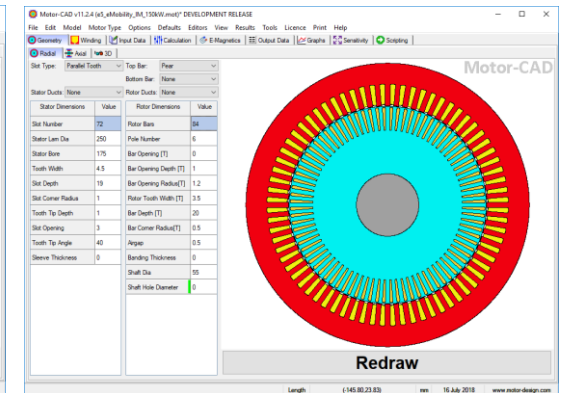 Motor-CAD v11.2.4 (e5_eMobility_IM_150kW.mot)* DEVELOPMENT RELEASE
File Edit Model Motor Type Options Defaults Editors View Results Tools Licence Print Help
Geometry Winding Input Data Calculation E-Magnetics Output Data Graphs Sensitivity Scripting
Radial Axial 3D
Slot Type: Parallel Tooth Top Bar: Pear
Motor-CAD
Bottom Bar: None
Stator Ducts: None Rotor Ducts: None
Stator Dimensions Value Rotor Dimensions Value
Slot Number 72 Rotor Bars 84
Stator Lam Dia 250 Pole Number 6
Stator Bore 175 Bar Opening [T] 0
Tooth Width 4.5 Bar Opening Depth [T] 1
Slot Depth 19 Bar Opening Radius[T] 1.2
Slot Corner Radius 1 Rotor Tooth Width [T] 3.5
Tooth Tip Depth 1 Bar Depth [T] 20
Slot Opening 3 Bar Corner Radius[T] 0.5
Tooth Tip Angle 40 Airgap 0.5
Sleeve Thickness 0 Banding Thickness 0
Shaft Dia 55
Shaft Hole Diameter 0
Redraw
Length (-145.80,23.83) mm 16 July 2018 www.motor-design.com